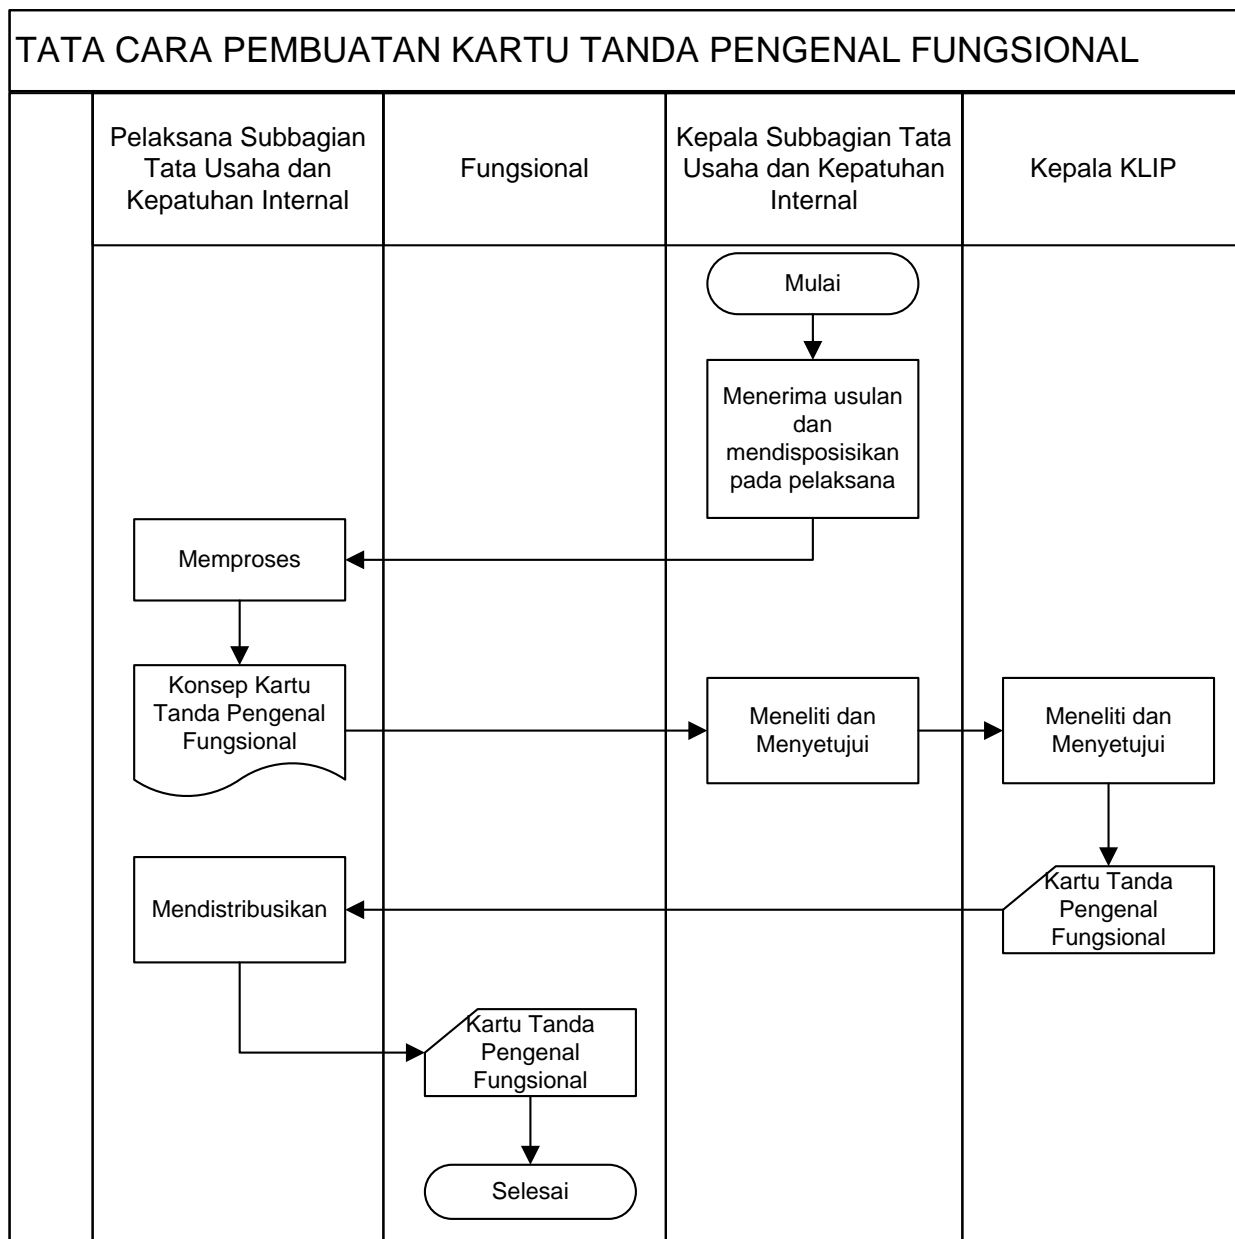 TATA CARA PEMBUATAN KARTU TANDA PENGENAL FUNGSIONAL
Pelaksana Subbagian
Tata Usaha dan
Kepatuhan Internal
Fungsional
Kepala Subbagian Tata
Usaha dan Kepatuhan
Internal
Kepala KLIP
Mulai
Menerima usulan
dan
mendisposisikan
pada pelaksana
Memproses
Konsep Kartu
Tanda Pengenal
Fungsional
Meneliti dan
Menyetujui
Meneliti dan
Menyetujui
Kartu Tanda
Pengenal
Fungsional
Mendistribusikan
Kartu Tanda
Pengenal
Fungsional
Selesai